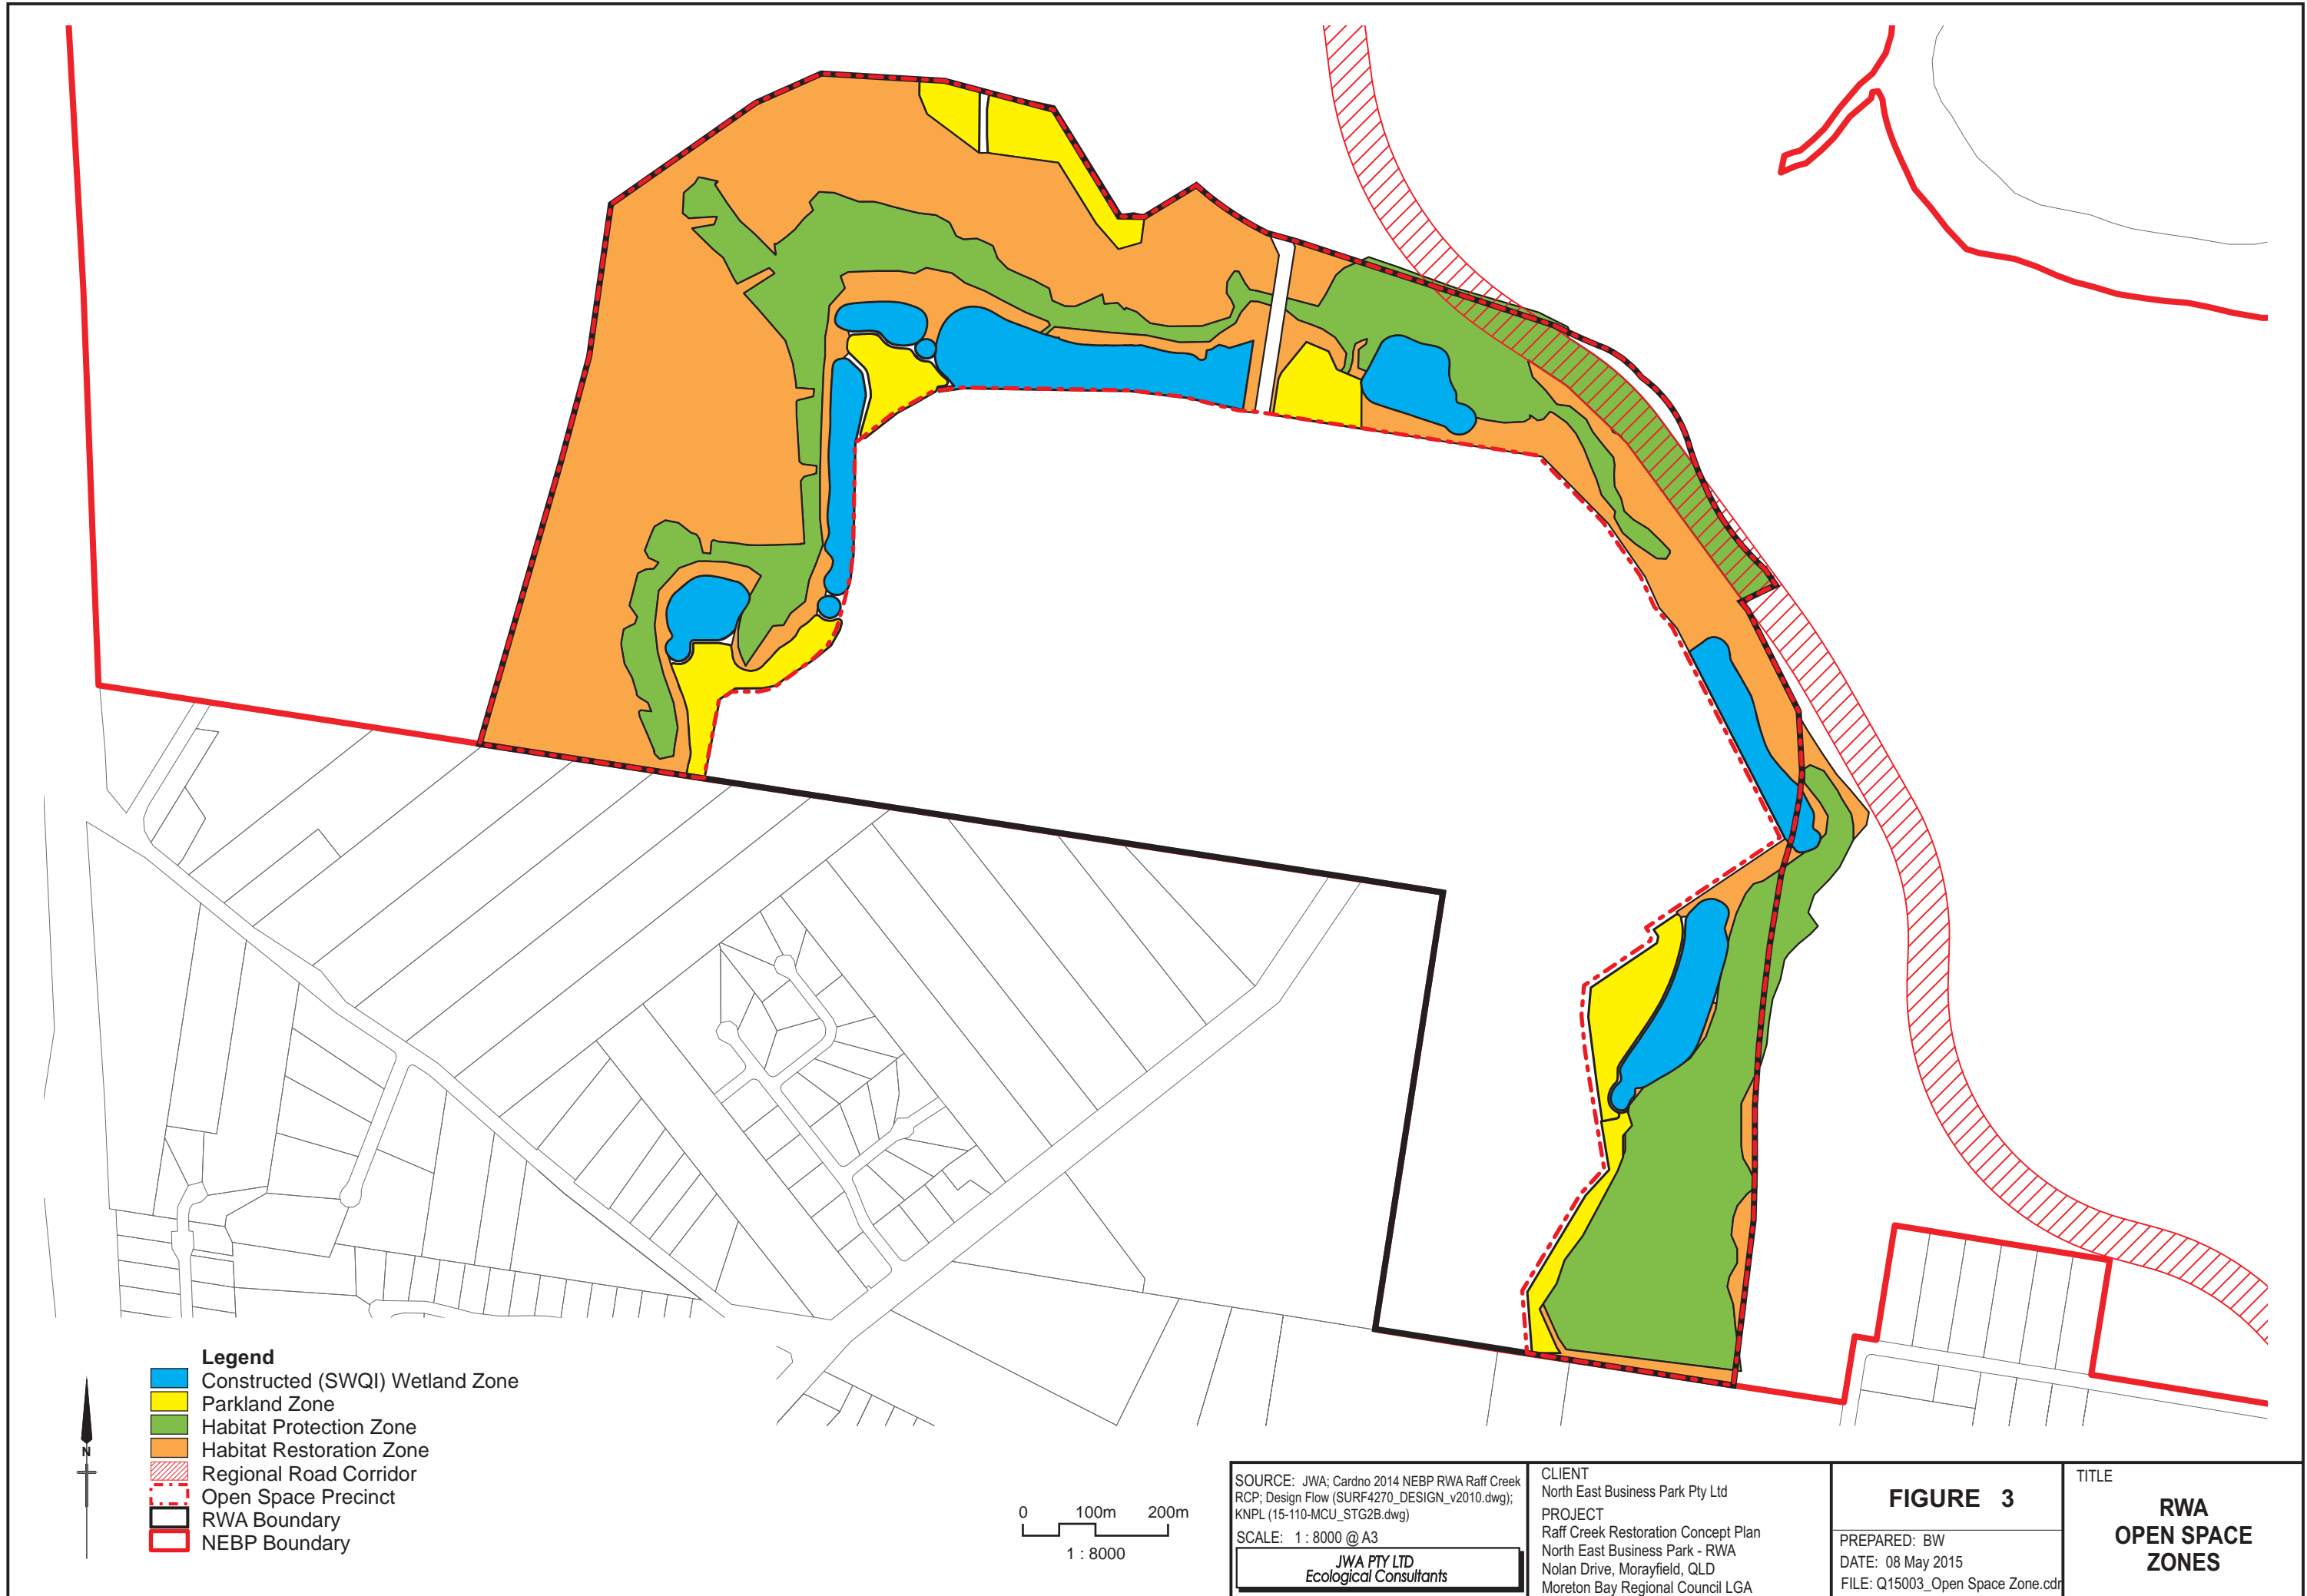 Legend
Constructed (SWQI) Wetland Zone
Parkland Zone
Habitat Protection Zone
Habitat Restoration Zone
Regional Road Corridor
Open Space Precinct
RWA Boundary
NEBP Boundary
N
0 100m 200m
1 : 8000
SOURCE: JWA; Cardno 2014 NEBP RWA Raff Creek
RCP; Design Flow (SURF4270_DESIGN_v2010.dwg);
KNPL (15-110-MCU_STG2B.dwg)
SCALE: 1 : 8000 @ A3
JWA PTY LTD
Ecological Consultants
CLIENT
North East Business Park Pty Ltd
PROJECT
Raff Creek Restoration Concept Plan
North East Business Park - RWA
Nolan Drive, Morayfield, QLD
Moreton Bay Regional Council LGA
FIGURE 3
PREPARED: BW
DATE: 08 May 2015
FILE: Q15003_Open Space Zone.cdr
TITLE
RWA
OPEN SPACE
ZONES